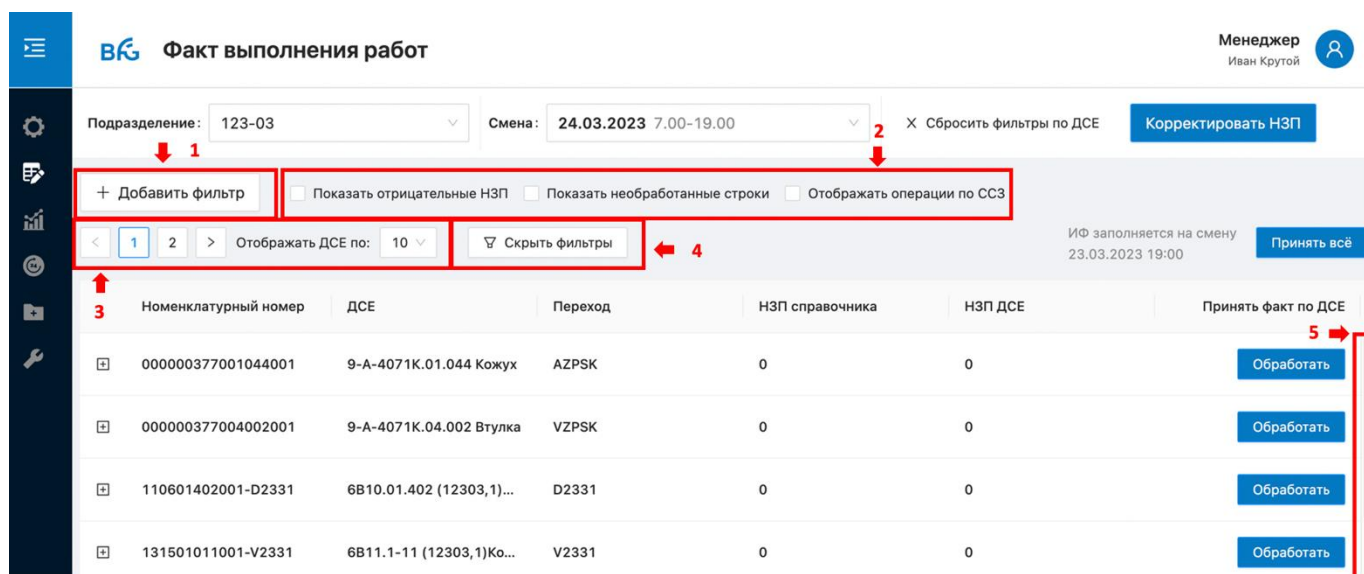 BFG Факт выполнения работ
Менеджер
Иван Крутой
Подразделение: 123-03 Смена: 24.03.2023 7.00-19.00 X Сбросить фильтры по ДСЕ Корректировать НЗП
1 2
+ Добавить фильтр Показать отрицательные НЗП Показать необработанные строки Отображать операции по ССЗ
< 1 2 > Отображать ДСЕ по: 10 Скрыть фильтры 4 ИФ заполняется на смену
23.03.2023 19:00 Принять всё
3 Номенклатурный номер ДСЕ Переход НЗП справочника НЗП ДСЕ Принять факт по ДСЕ
5
000000377001044001 9-А-4071К.01.044 Кожух AZPSK 0 0 Обработать
000000377004002001 9-А-4071К.04.002 Втулка VZPSK 0 0 Обработать
110601402001-D2331 6В10.01.402 (12303,1)... D2331 0 0 Обработать
131501011001-V2331 6В11.1-11 (12303,1)Ко... V2331 0 0 Обработать